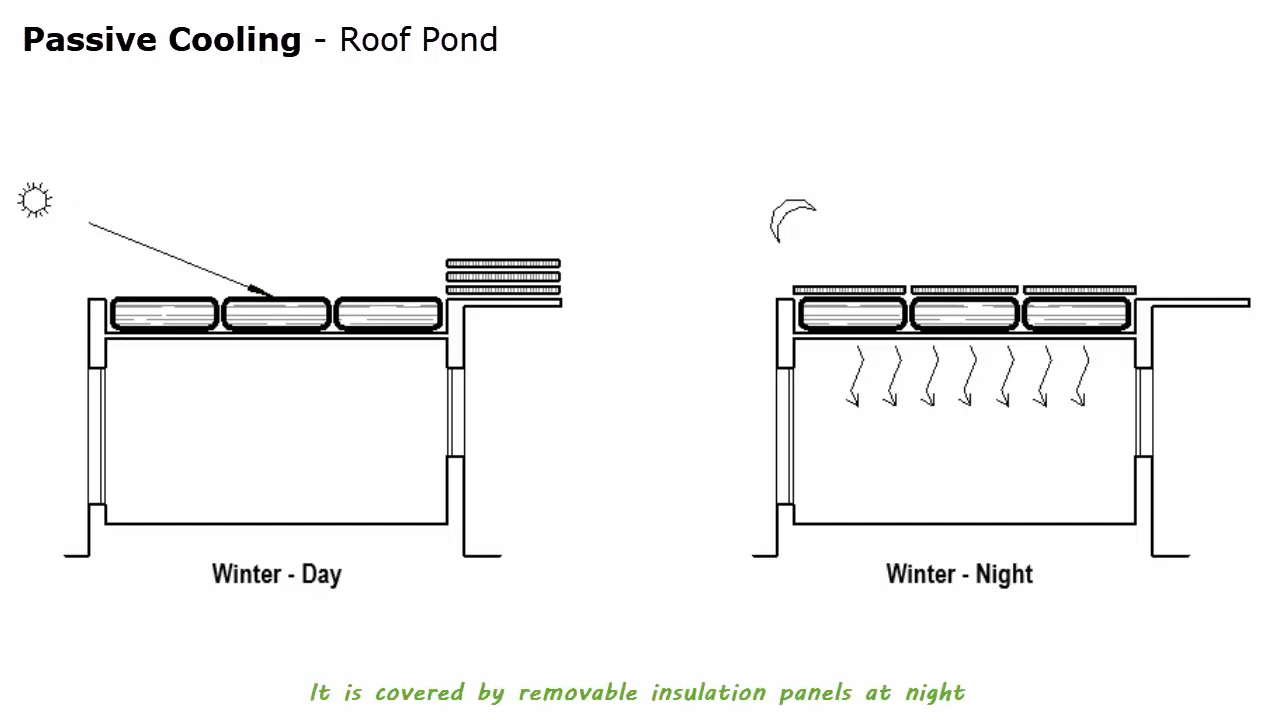 Passive Cooling - Roof Pond
Winter - Day
Winter - Night
It is covered by removable insulation panels at night